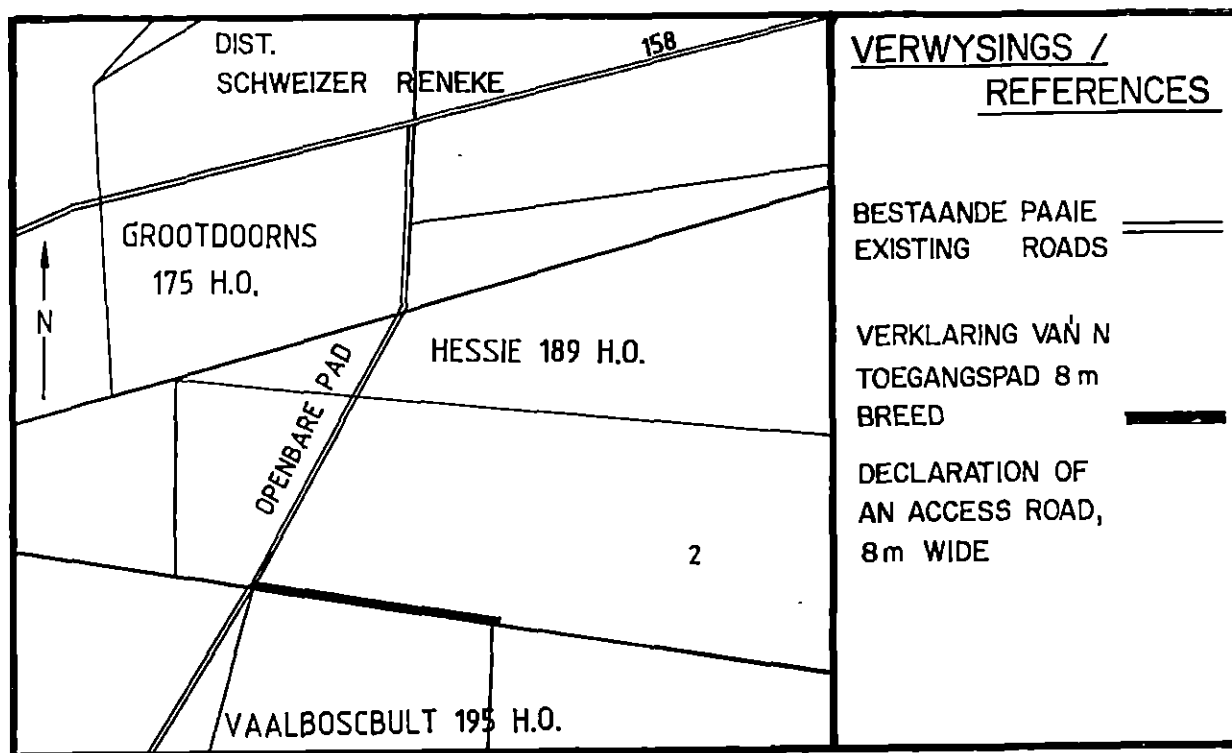 DIST.
SCHWEIZER RENEKE
158
GROOTDOORNS
175 H.O.
N
HESSIE 189 H.O.
OPENBARE PAD
2
VAALBOSCBULT 195 H.O.
VERWYSINGS /
REFERENCES
BESTAANDE PAAIE
EXISTING ROADS
VERKLARING VAN 'N
TOEGANGSPAD 8 m
BREED
DECLARATION OF
AN ACCESS ROAD,
8m WIDE